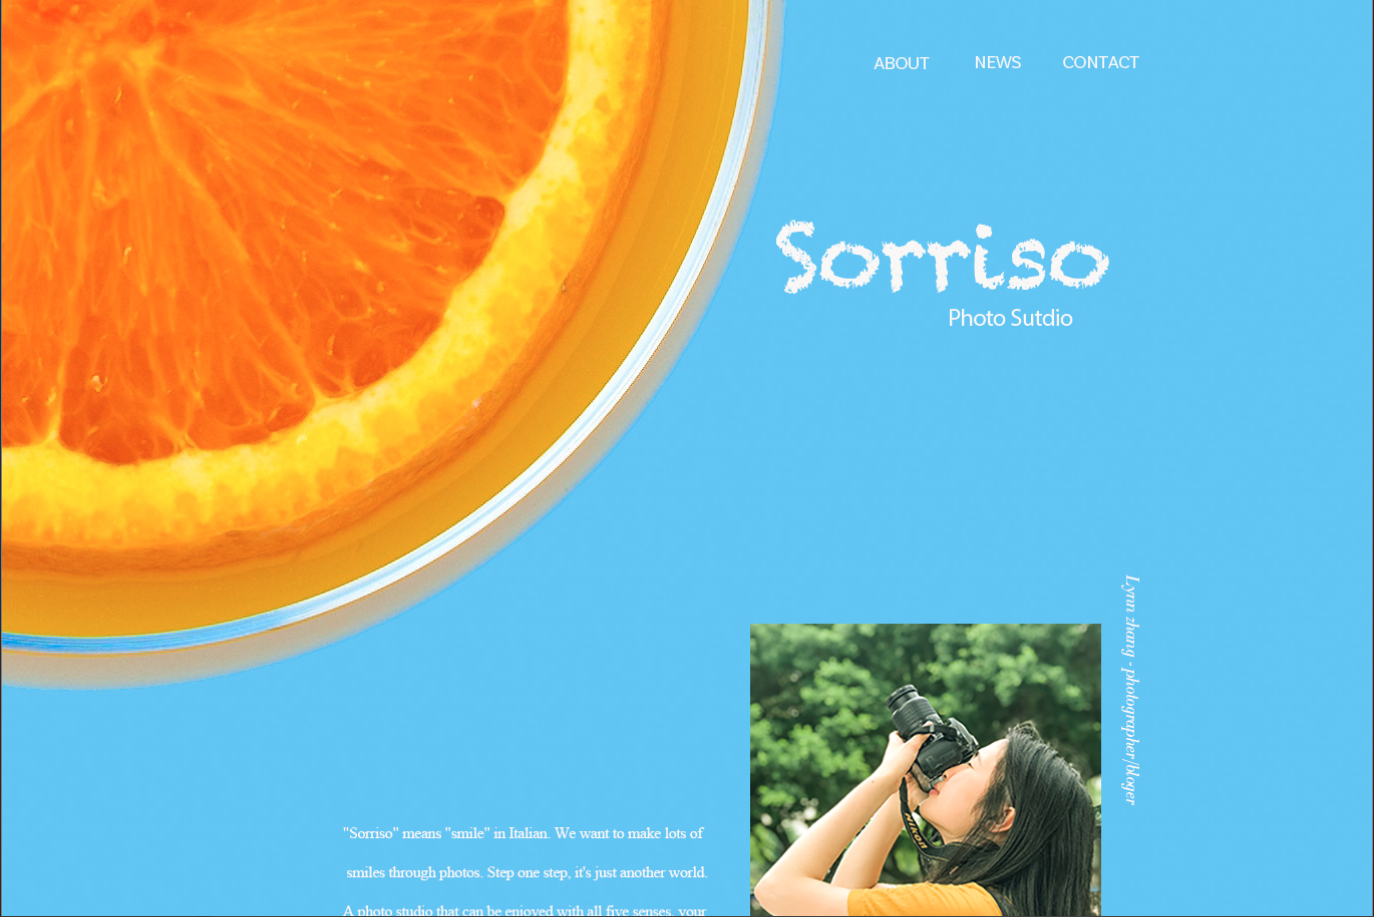 ABOUT NEWS CONTACT
Sorriso
Photo Sutdio
Lynn zhang - photographer/bloger
NIKON
"Sorriso" means "smile" in Italian. We want to make lots of
smiles through photos. Step one step, it's just another world.
A photo studio that can be enjoyed with all five senses, your